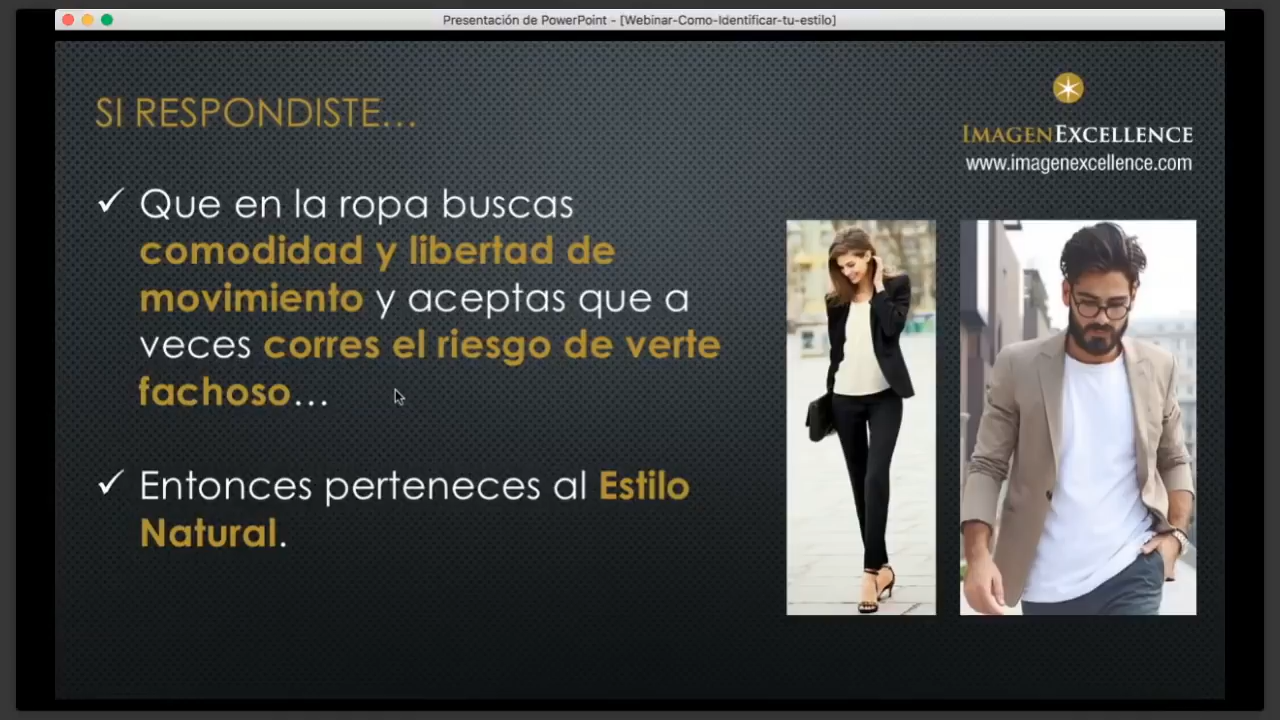 Presentación de PowerPoint - [Webinar-Como-Identificar-tu-estilo]
SI RESPONDISTE...
IMAGENEXCELLENCE
www.imagenexcellence.com
✓ Que en la ropa buscas
comodidad y libertad de
movimiento y aceptas que a
veces corres el riesgo de verte
fachoso...
✓ Entonces perteneces al Estilo
Natural.